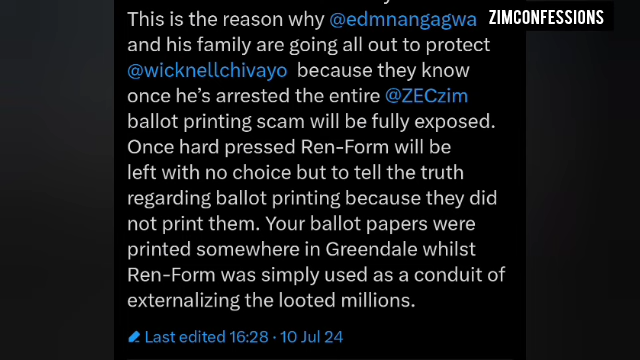 ZIMCONFESSIONS
This is the reason why @edmnangagwa
and his family are going all out to protect
@wicknellchivayo because they know
once he’s arrested the entire @ZECzim
ballot printing scam will be fully exposed.
Once hard pressed Ren-Form will be
left with no choice but to tell the truth
regarding ballot printing because they did
not print them. Your ballot papers were
printed somewhere in Greendale whilst
Ren-Form was simply used as a conduit of
externalizing the looted millions.
Last edited 16:28 · 10 Jul 24